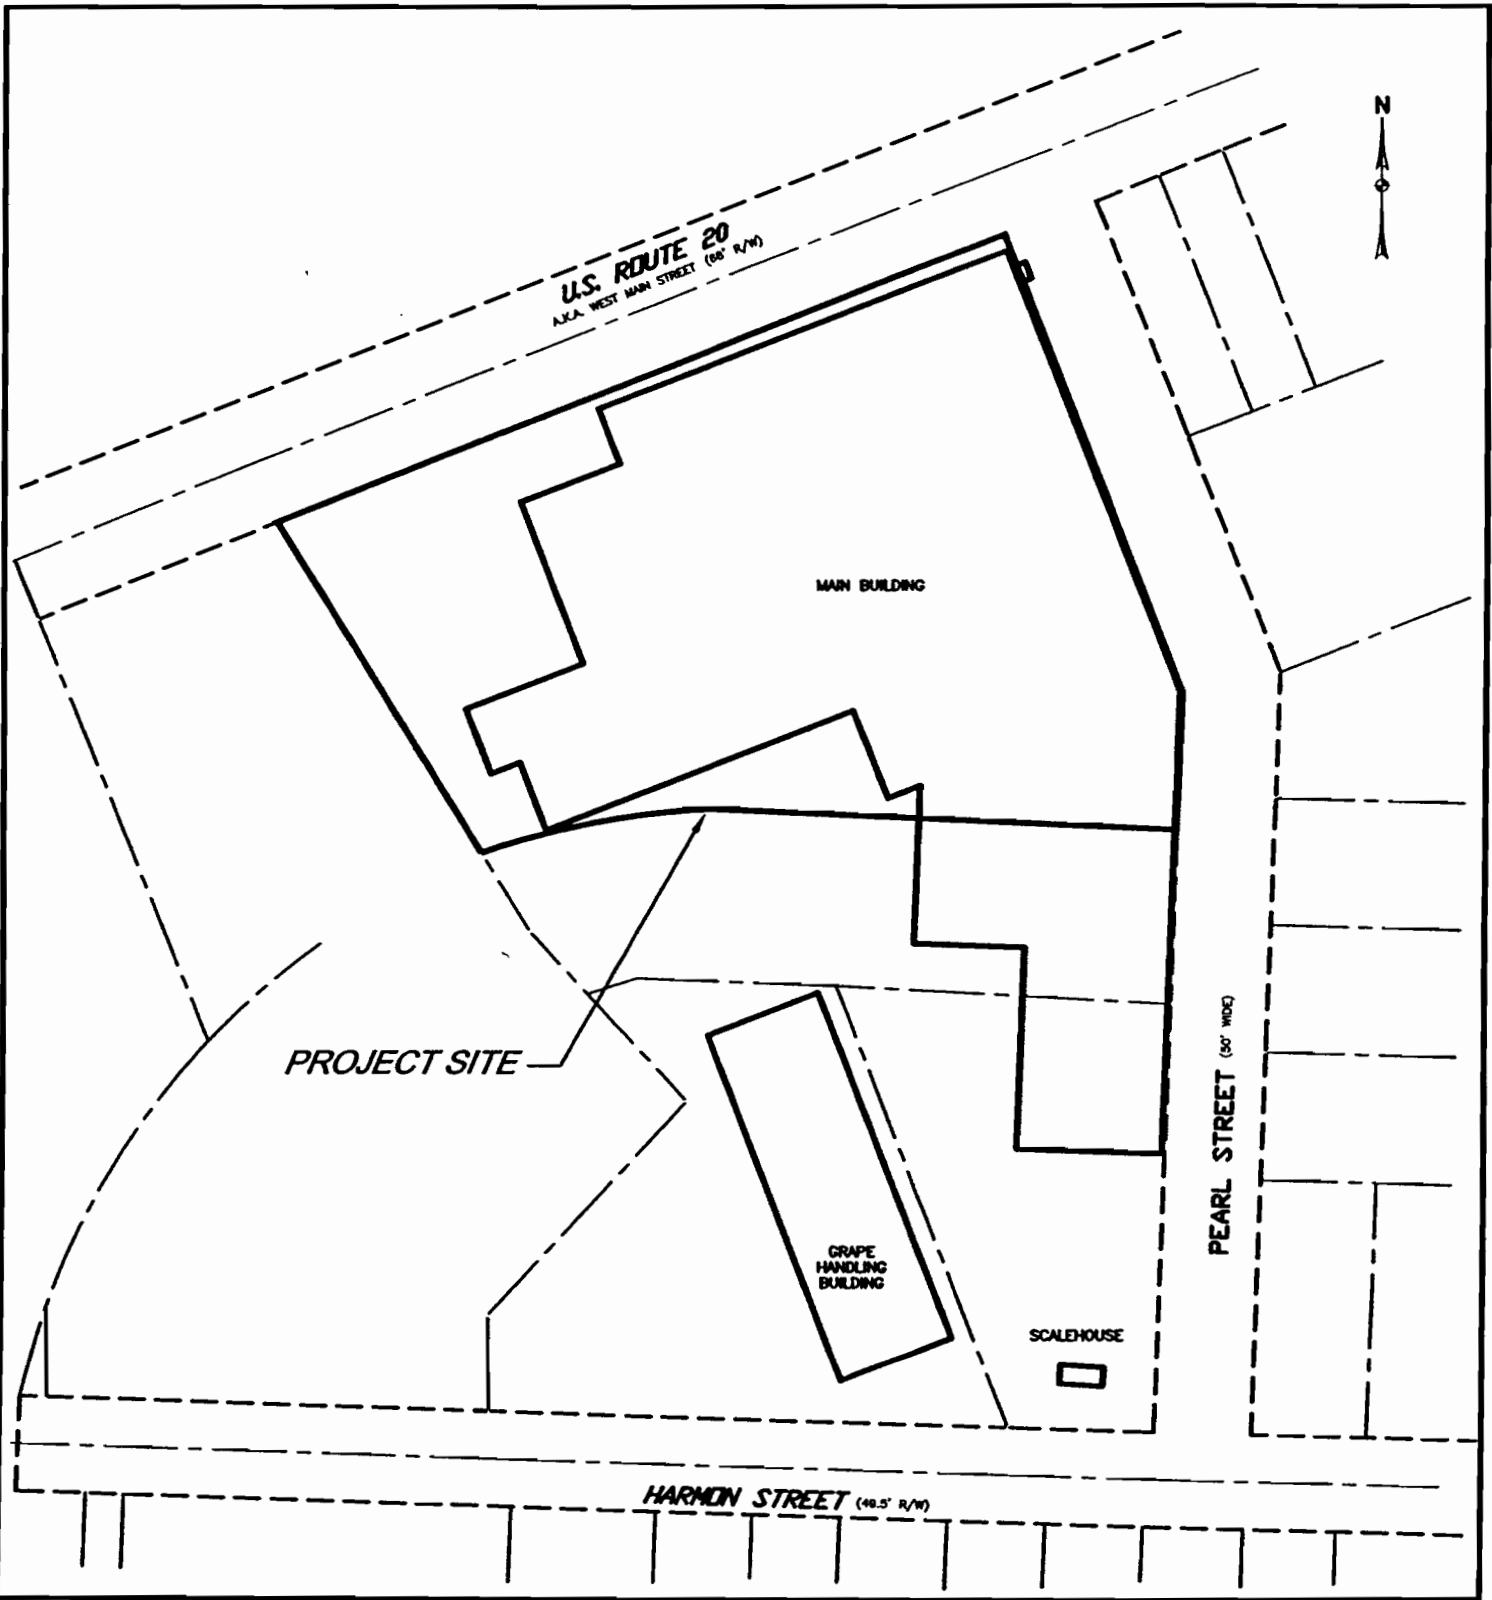 N
U.S. ROUTE 20
A.K.A. WEST MAIN STREET (66' R/W)
MAIN BUILDING
PROJECT SITE
PEARL STREET (50' WIDE)
GRAPE
HANDLING
BUILDING
SCALEHOUSE
HARMON STREET (49.5' R/W)